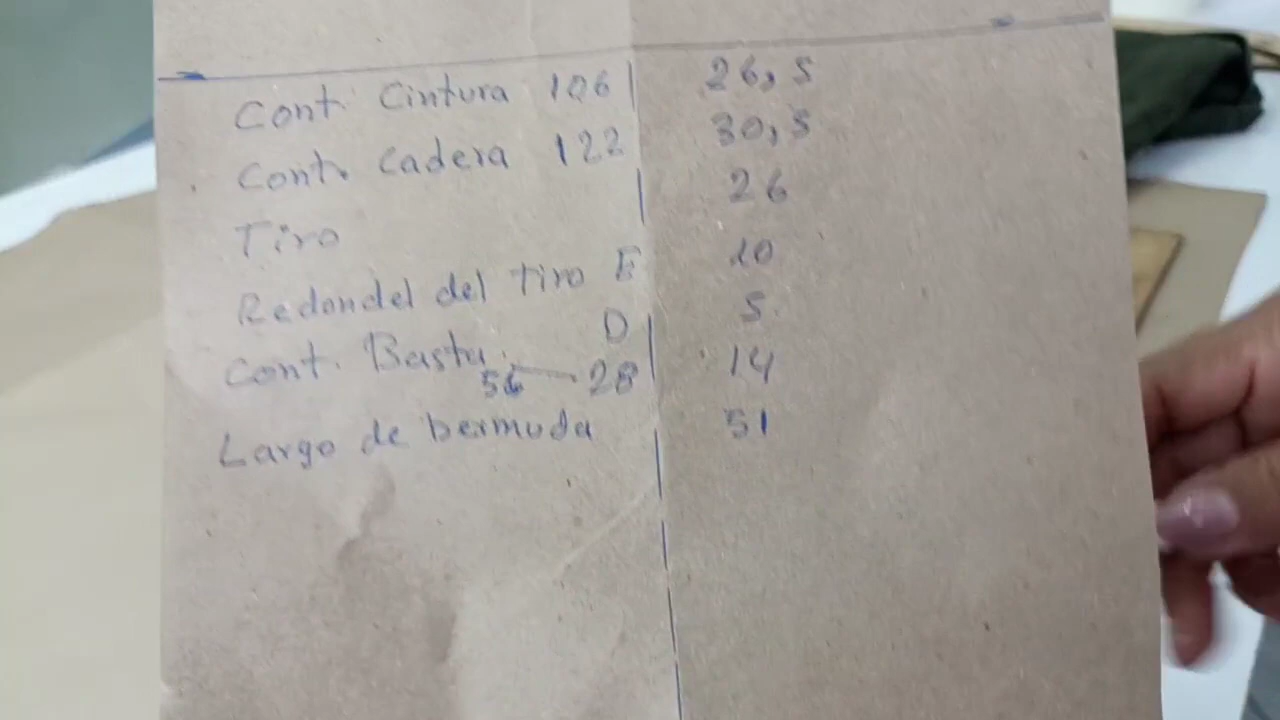 Cont. Cintura 106 | 26,5
Cont. Cadera 122 30,5
Tiro | 26
Redondel del tiro E 10
D 5
Cont. Basta. 56 — 28 | 14
Largo de bermuda 51